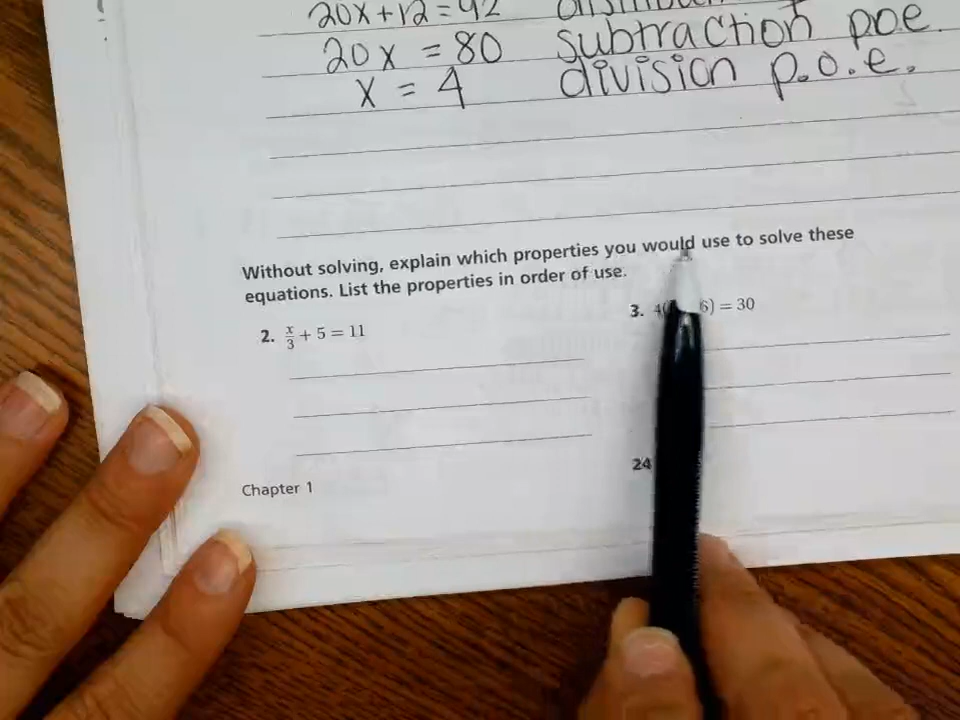 20x+12=92
20x = 80 subtraction poe.
x = 4 division p.o.e.
Without solving, explain which properties you would use to solve these
equations. List the properties in order of use.
2. x/3 + 5 = 11
3. 4( 6) = 30
24
Chapter 1